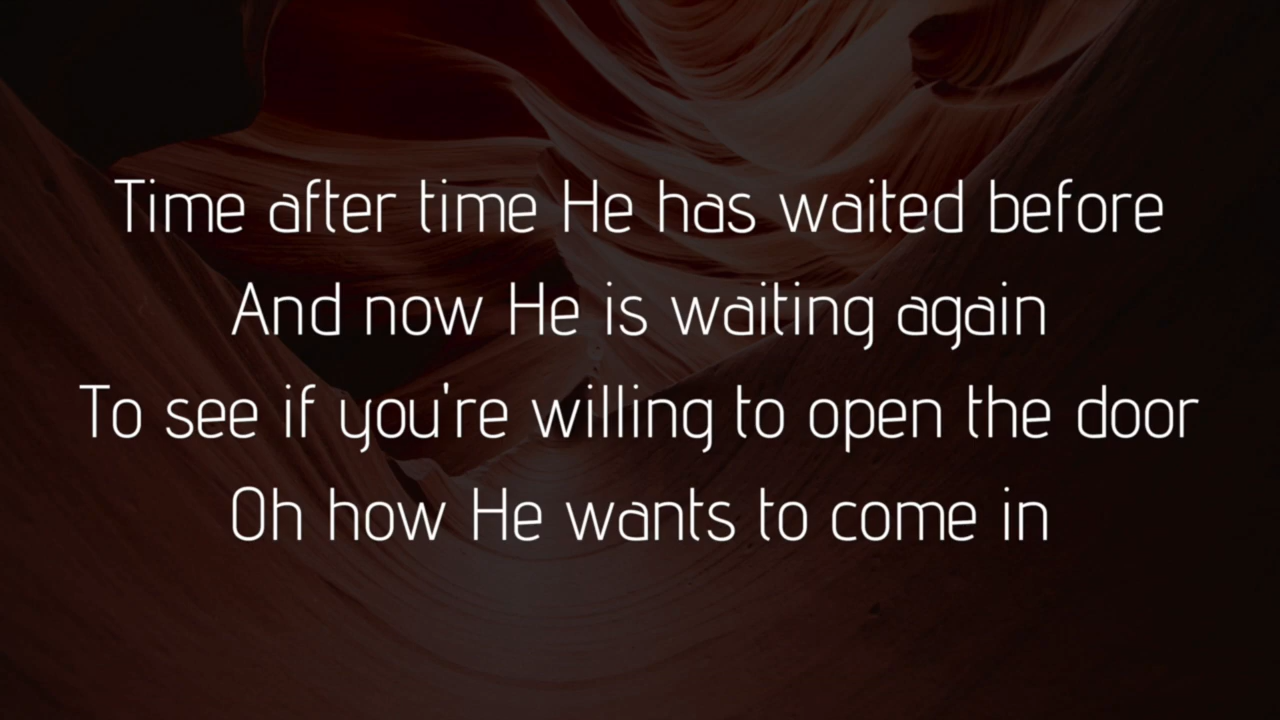 Time after time He has waited before
And now He is waiting again
To see if you're willing to open the door
Oh how He wants to come in